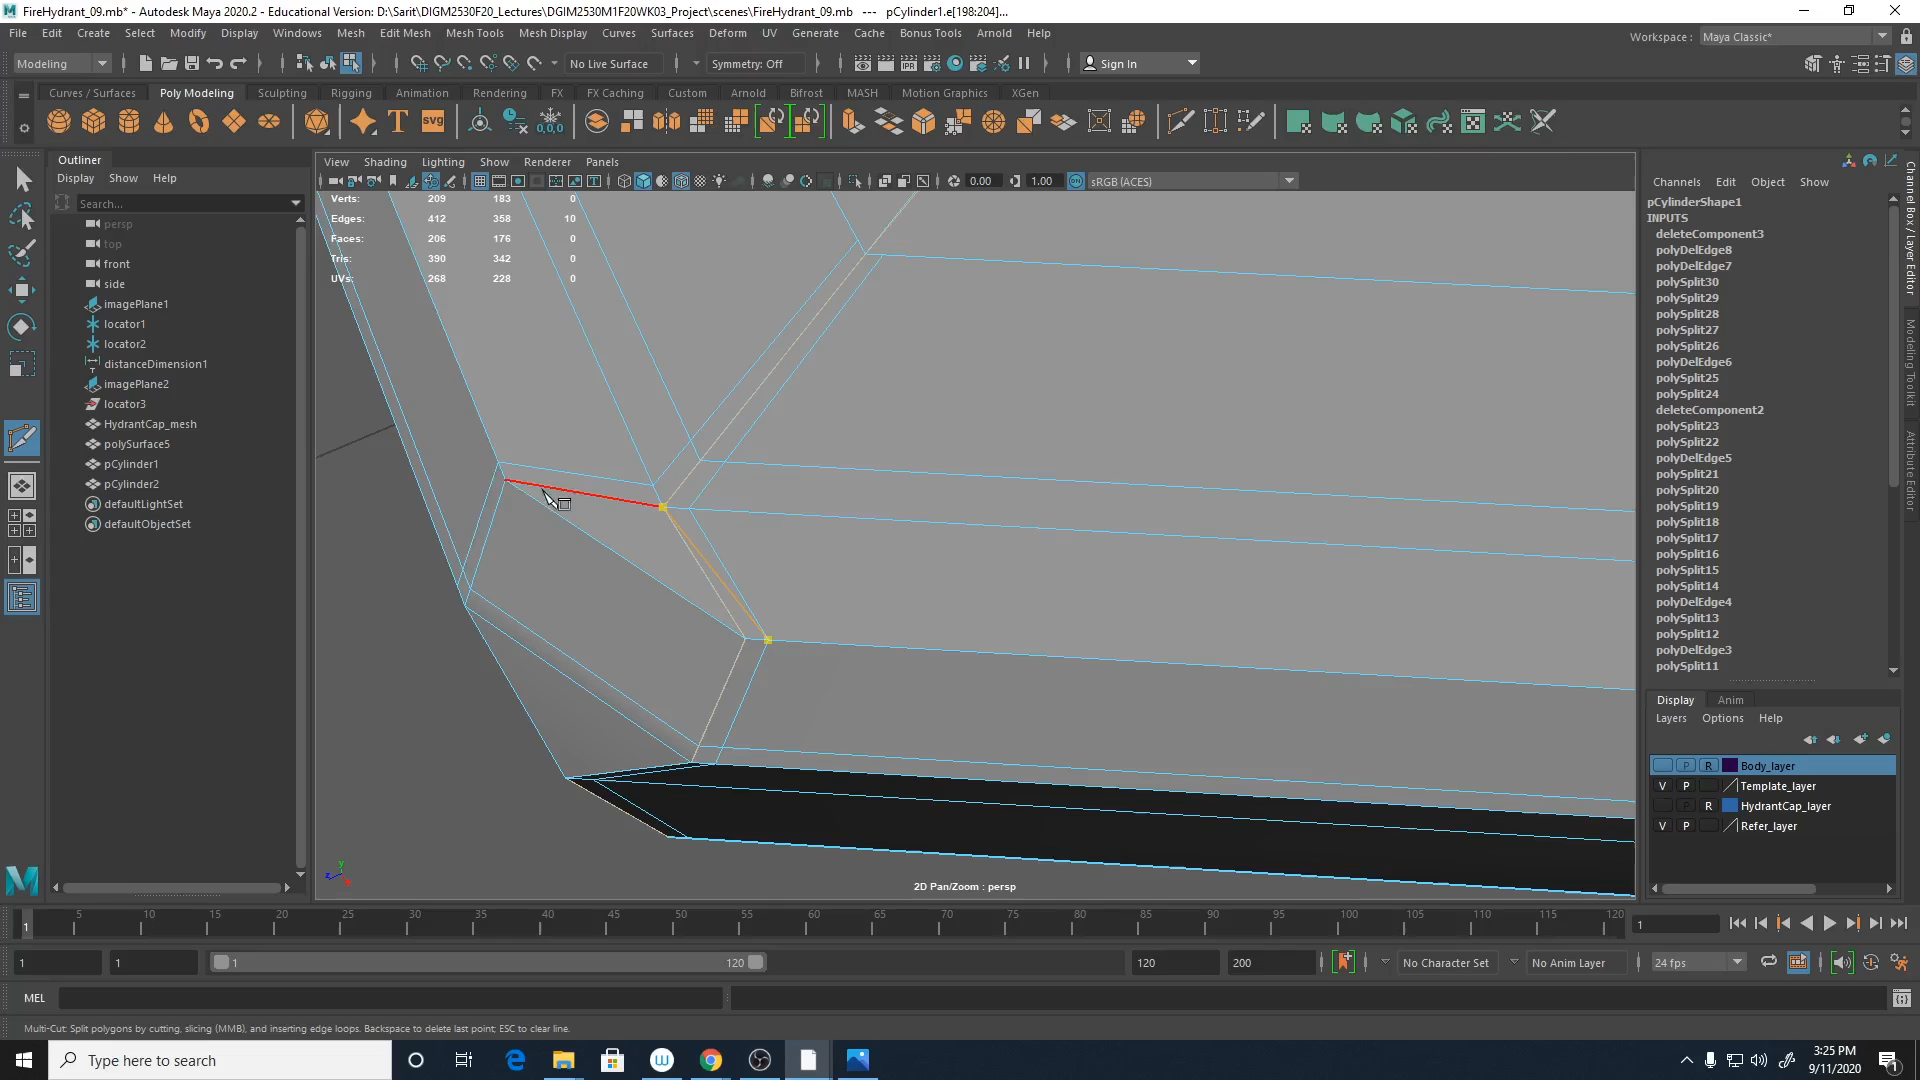 FireHydrant_09.mb* - Autodesk Maya 2020.2 - Educational Version: D:\Sarit\DIGM2530F20_Lectures\DGIM2530M1F20WK03_Project\scenes\FireHydrant_09.mb   ---   pCylinder1.e[198:204]...
File Edit Create Select Modify Display Windows Mesh Edit Mesh Mesh Tools Mesh Display Curves Surfaces Deform UV Generate Cache Bonus Tools Arnold Help
Workspace : Maya Classic*
Modeling No Live Surface Symmetry: Off Sign In
Curves / Surfaces Poly Modeling Sculpting Rigging Animation Rendering FX FX Caching Custom Arnold Bifrost MASH Motion Graphics XGen
Outliner
Display Show Help
Search...
persp
top
front
side
imagePlane1
locator1
locator2
distanceDimension1
imagePlane2
locator3
HydrantCap_mesh
polySurface5
pCylinder1
pCylinder2
defaultLightSet
defaultObjectSet
View Shading Lighting Show Renderer Panels
0.00 1.00 sRGB (ACES)
Verts: 209 183 0
Edges: 412 358 10
Faces: 206 176 0
Tris: 390 342 0
UVs: 268 228 0
2D Pan/Zoom : persp
Channels Edit Object Show
pCylinderShape1
INPUTS
deleteComponent3
polyDelEdge8
polyDelEdge7
polySplit30
polySplit29
polySplit28
polySplit27
polySplit26
polyDelEdge6
polySplit25
polySplit24
deleteComponent2
polySplit23
polySplit22
polyDelEdge5
polySplit21
polySplit20
polySplit19
polySplit18
polySplit17
polySplit16
polySplit15
polySplit14
polyDelEdge4
polySplit13
polySplit12
polyDelEdge3
polySplit11
Channel Box / Layer Editor
Modeling Toolkit
Attribute Editor
Display Anim
Layers Options Help
P R Body_layer
V P Template_layer
P R HydrantCap_layer
V P Refer_layer
1 5 10 15 20 25 30 35 40 45 50 55 60 65 70 75 80 85 90 95 100 105 110 115 120
1
1 1 1 120 120 200 No Character Set No Anim Layer 24 fps
MEL
Multi-Cut: Split polygons by cutting, slicing (MMB), and inserting edge loops. Backspace to delete last point; ESC to clear line.
Type here to search
3:25 PM
9/11/2020